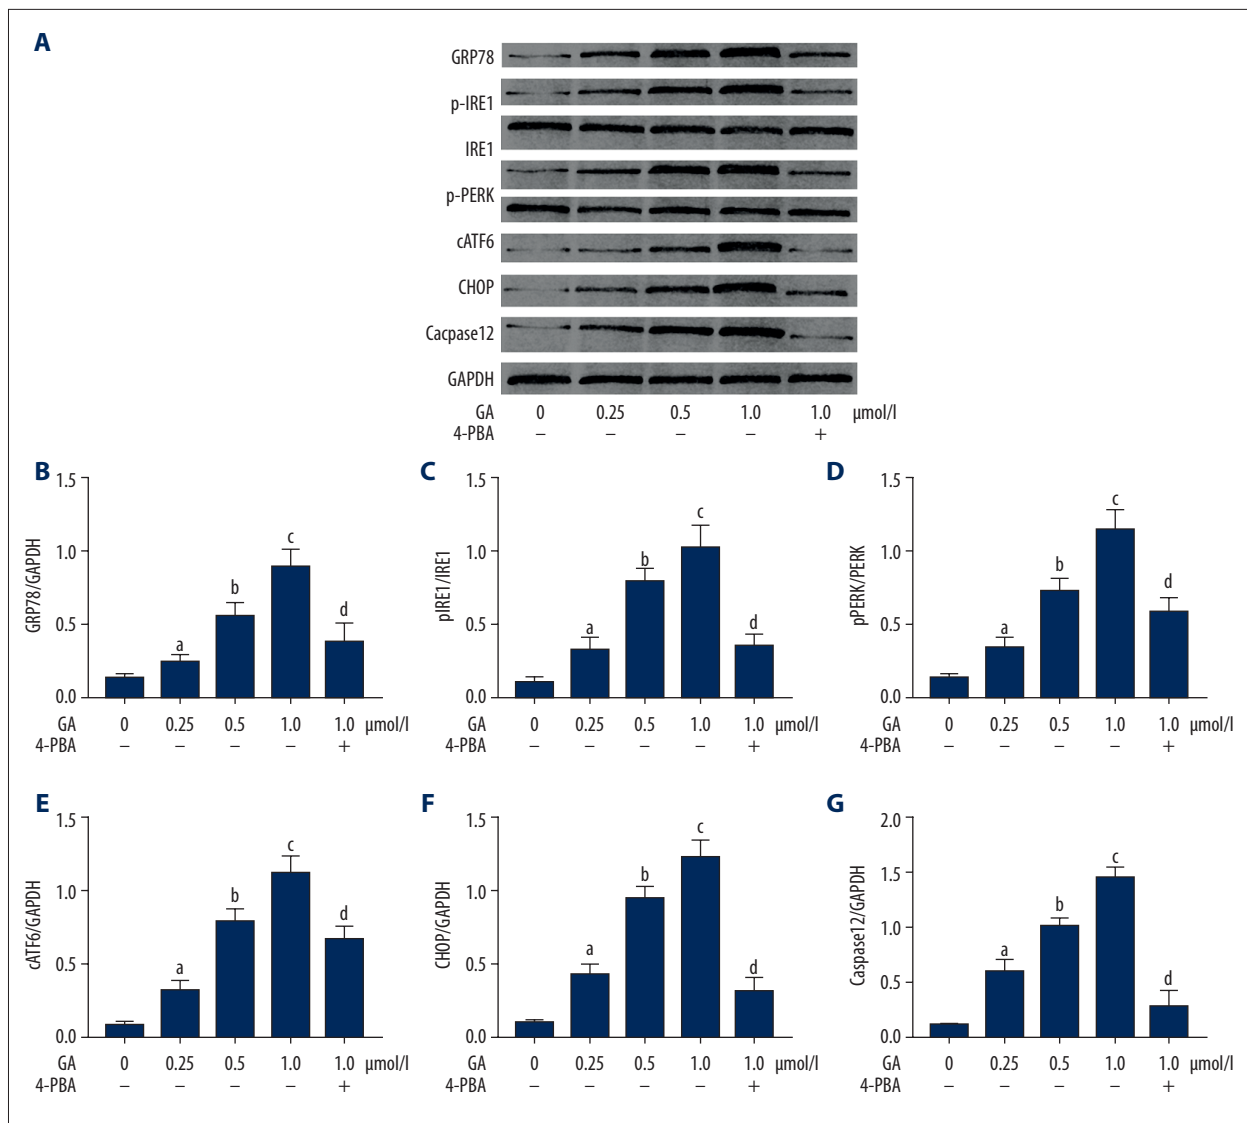 A
GRP78
p-IRE1
IRE1
p-PERK
cATF6
CHOP
Cacpase12
GAPDH
GA 0 0.25 0.5 1.0 1.0 µmol/l
4-PBA – – – – +
B
1.5
1.0
0.5
0.0
GRP78/GAPDH
a b c d
GA 0 0.25 0.5 1.0 1.0 µmol/l
4-PBA – – – – +
C
1.5
1.0
0.5
0.0
pIRE1/IRE1
a b c d
GA 0 0.25 0.5 1.0 1.0 µmol/l
4-PBA – – – – +
D
1.5
1.0
0.5
0.0
pPERK/PERK
a b c d
GA 0 0.25 0.5 1.0 1.0 µmol/l
4-PBA – – – – +
E
1.5
1.0
0.5
0.0
cATF6/GAPDH
a b c d
GA 0 0.25 0.5 1.0 1.0 µmol/l
4-PBA – – – – +
F
1.5
1.0
0.5
0.0
CHOP/GAPDH
a b c d
GA 0 0.25 0.5 1.0 1.0 µmol/l
4-PBA – – – – +
G
2.0
1.5
1.0
0.5
0.0
Caspase12/GAPDH
a b c d
GA 0 0.25 0.5 1.0 1.0 µmol/l
4-PBA – – – – +